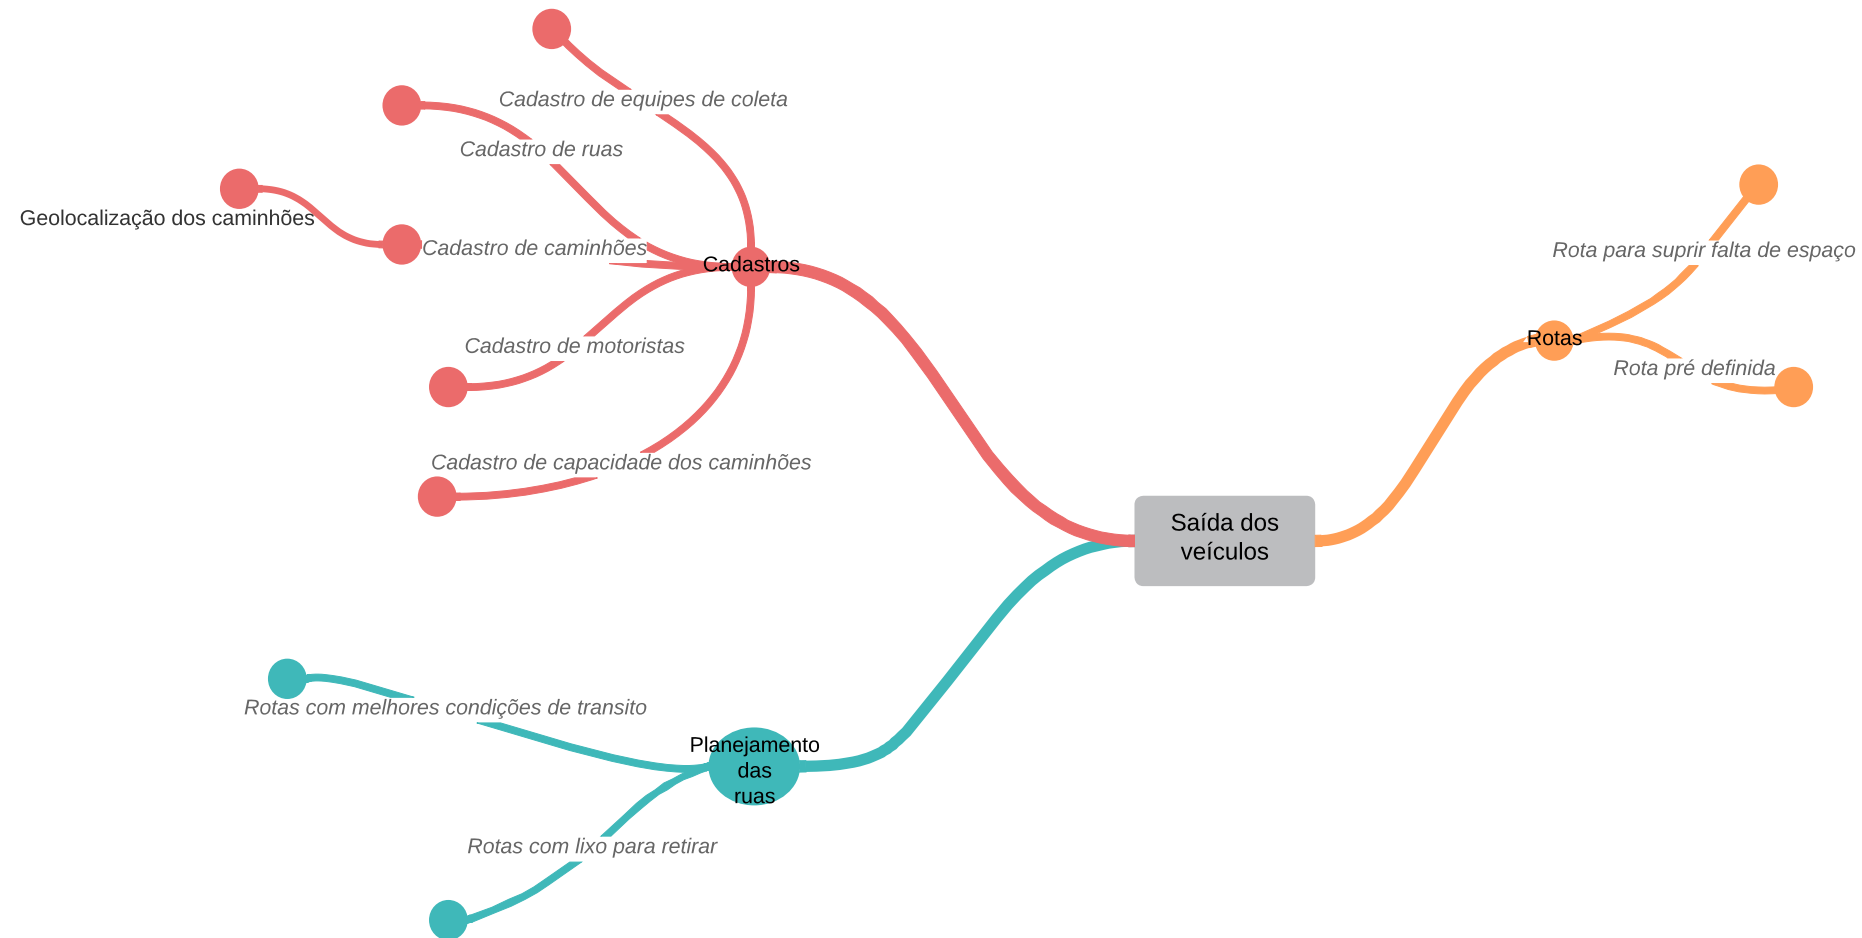 Cadastro de equipes de coleta
Cadastro de ruas
Geolocalização dos caminhões
Cadastro de caminhões
Cadastros
Cadastro de motoristas
Cadastro de capacidade dos caminhões
Rota para suprir falta de espaço
Rotas
Rota pré definida
Saída dos
veículos
Rotas com melhores condições de transito
Planejamento
das
ruas
Rotas com lixo para retirar